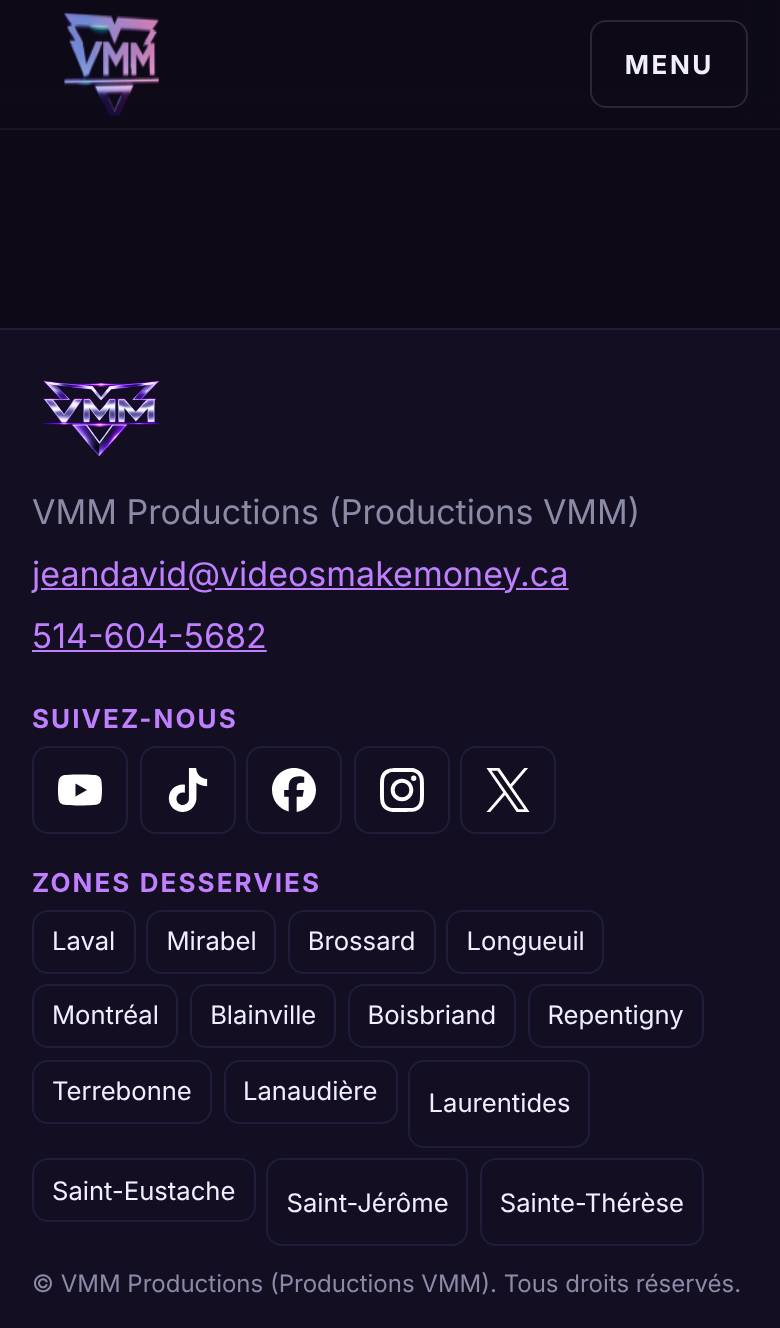 VMM
MENU
VMM
VMM Productions (Productions VMM)
jeandavid@videosmakemoney.ca
514-604-5682
SUIVEZ-NOUS
ZONES DESSERVIES
Laval Mirabel Brossard Longueuil
Montréal Blainville Boisbriand Repentigny
Terrebonne Lanaudière Laurentides
Saint-Eustache Saint-Jérôme Sainte-Thérèse
© VMM Productions (Productions VMM). Tous droits réservés.